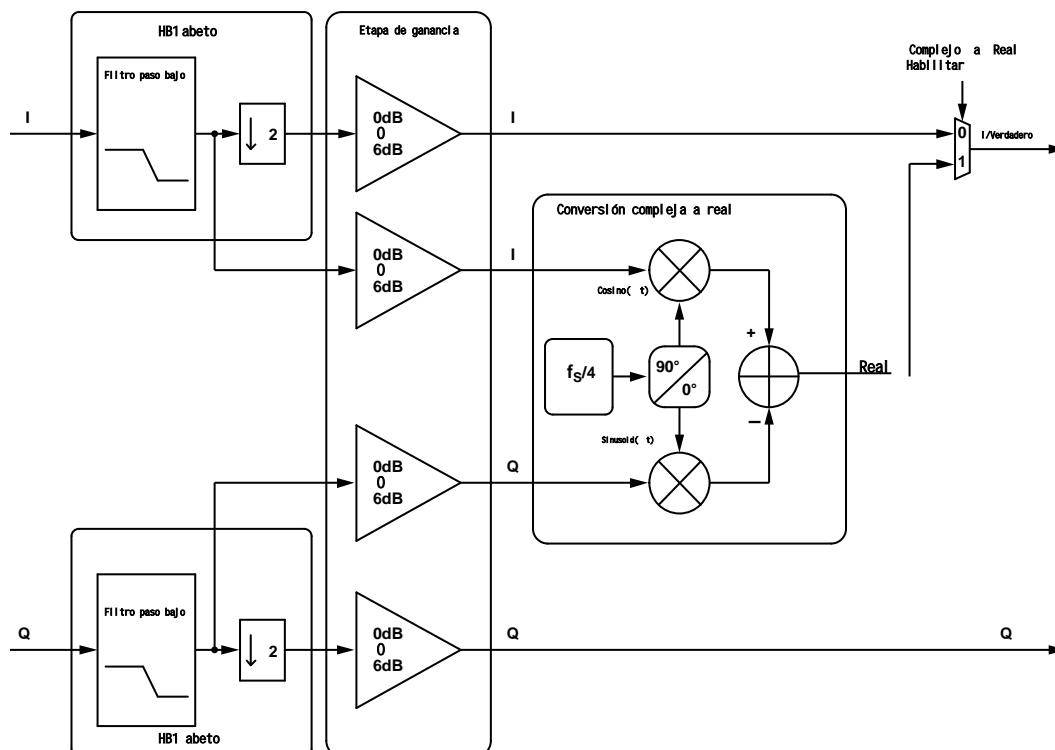 HB1 abeto
Etapa de ganancia
Complejo a Real
Habilitar
Filtro paso bajo
I
2
0dB
0
6dB
I
0
1
I/Verdadero
0dB
0
6dB
I
Conversión compleja a real
Cosino( t)
+
fS/4
90°
0°
Real
Sinusoid( t)
−
0dB
0
6dB
Q
Filtro paso bajo
Q
2
0dB
0
6dB
Q
Q
HB1 abeto